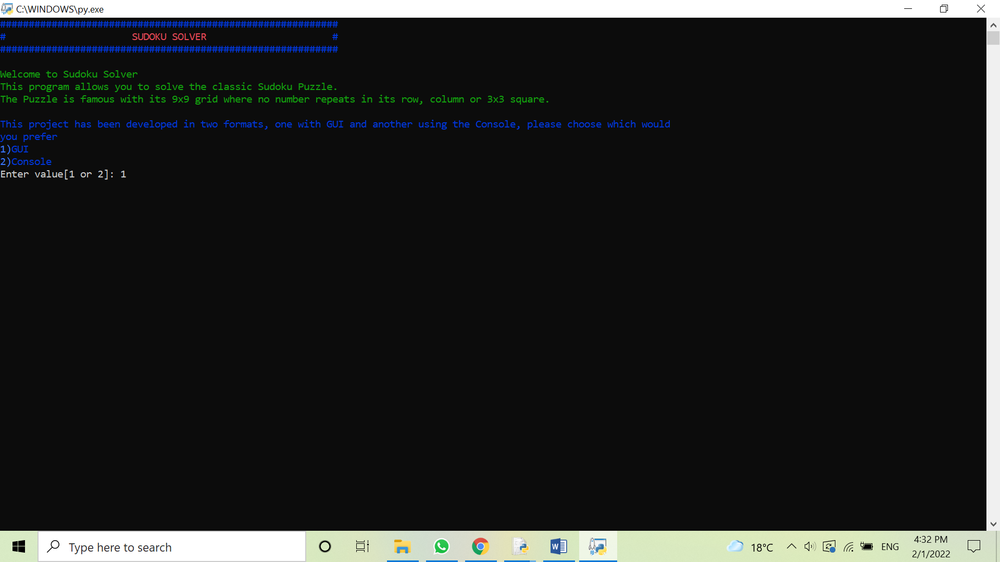 C:\WINDOWS\py.exe
###########################################################
# SUDOKU SOLVER #
###########################################################
Welcome to Sudoku Solver
This program allows you to solve the classic Sudoku Puzzle.
The Puzzle is famous with its 9x9 grid where no number repeats in its row, column or 3x3 square.
This project has been developed in two formats, one with GUI and another using the Console, please choose which would
you prefer
1)GUI
2)Console
Enter value[1 or 2]: 1
Type here to search
W
18°C
ENG
4:32 PM
2/1/2022